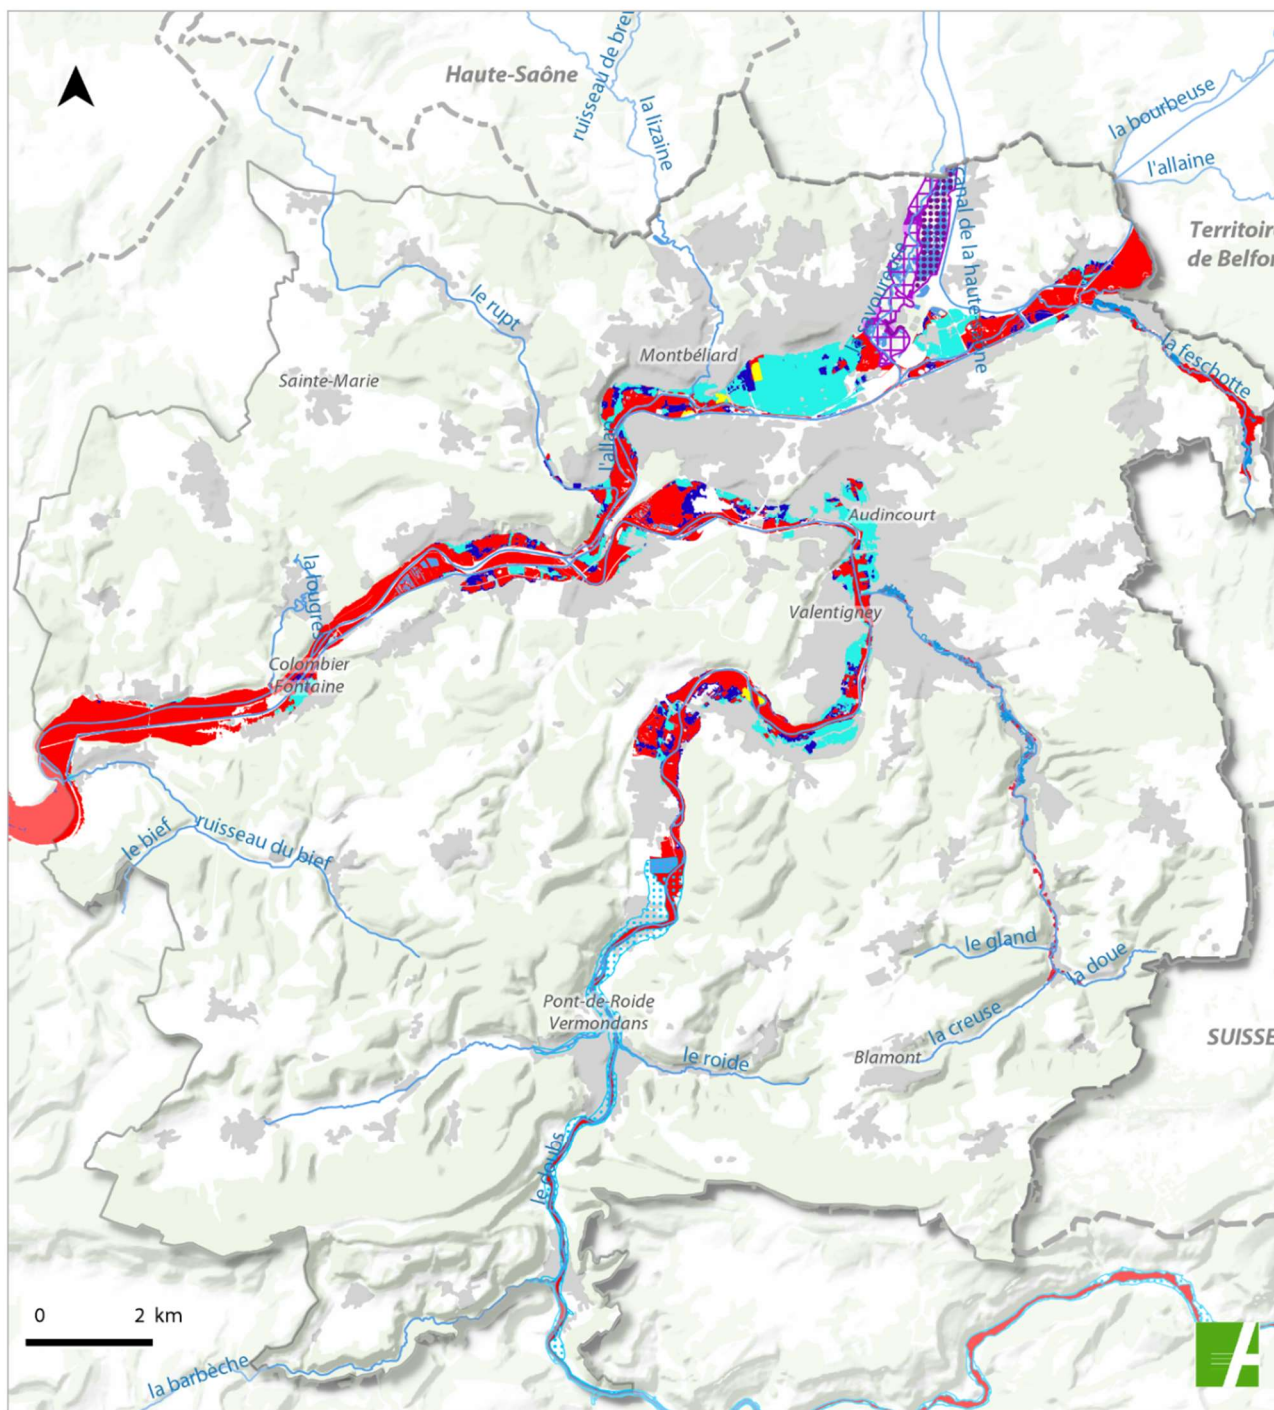 Haute-Saône
ruisseau de brev
la lizaine
la bourbeuse
l'allaine
Territoire
de Belfor
la savoureuse
canal de la haute saône
le rupt
Montbéliard
la feschotte
Sainte-Marie
l'allan
Audincourt
la lougres
Valentigney
Colombier
Fontaine
le bief
ruisseau du bief
le gland
la doue
Pont-de-Roide
Vermondans
la creuse
le roide
Blamont
SUISSE
le doubs
0 2 km
la barbèche